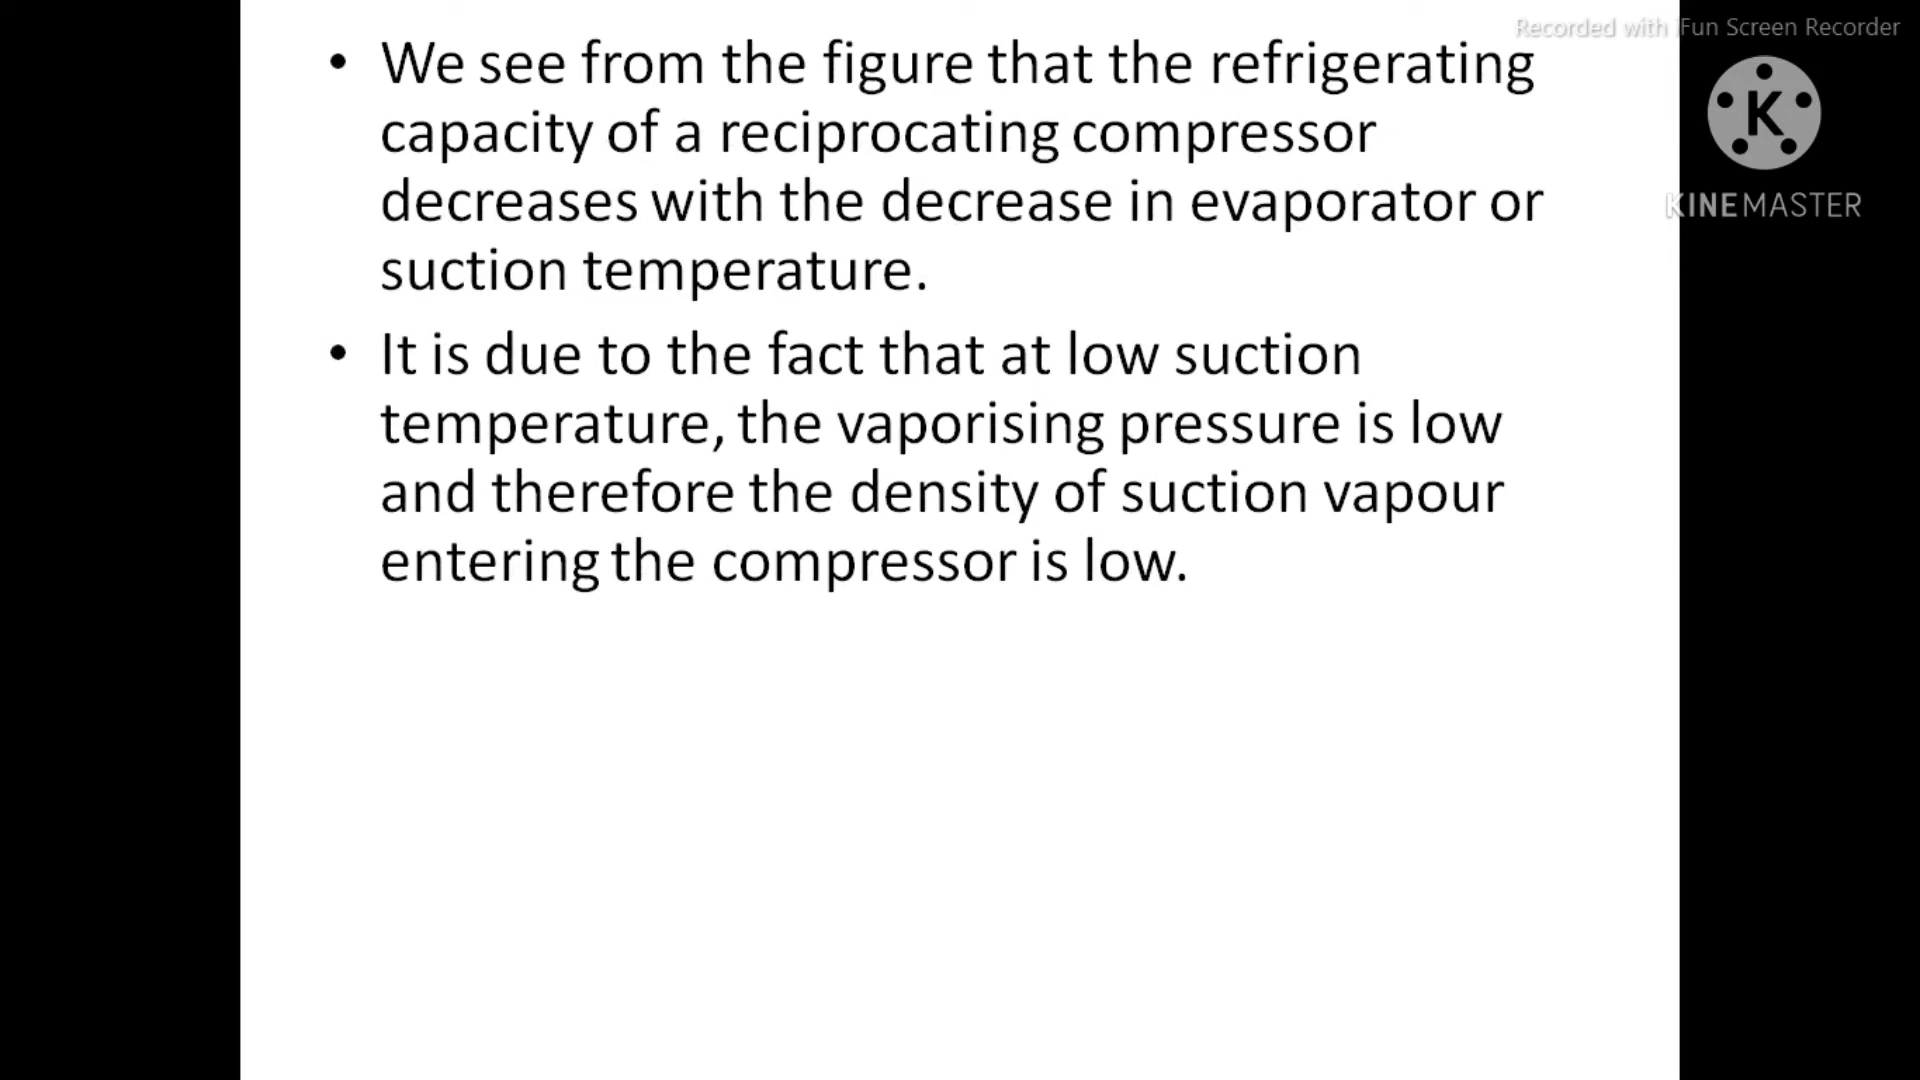 Recorded with iFun Screen Recorder
• We see from the figure that the refrigerating
capacity of a reciprocating compressor
decreases with the decrease in evaporator or
suction temperature.
• It is due to the fact that at low suction
temperature, the vaporising pressure is low
and therefore the density of suction vapour
entering the compressor is low.
K
KINEMASTER